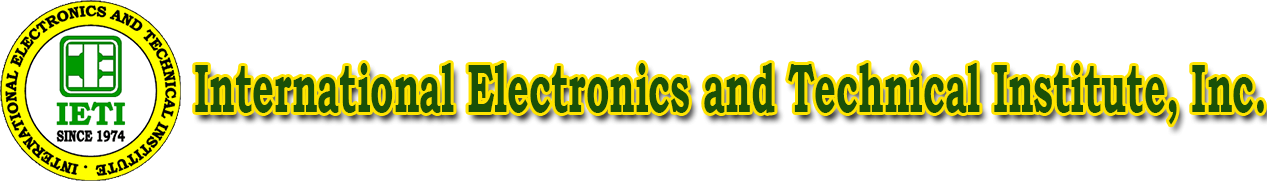 INTERNATIONAL ELECTRONICS AND TECHNICAL INSTITUTE ·
IETI
SINCE 1974
International Electronics and Technical Institute, Inc.